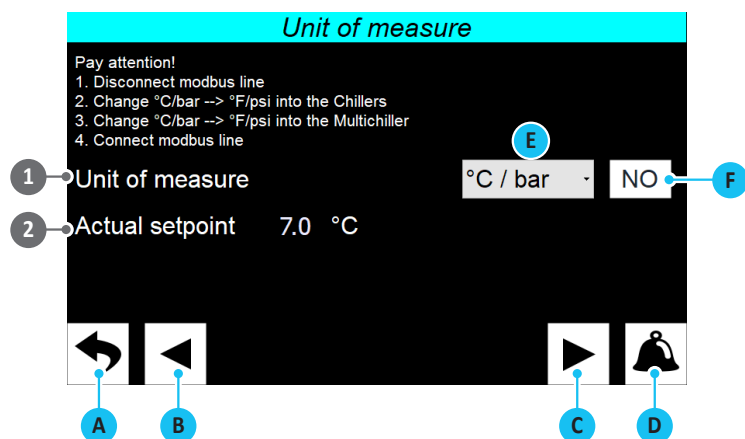 Unit of measure
Pay attention!
1. Disconnect modbus line
2. Change °C/bar --> °F/psi into the Chillers
3. Change °C/bar --> °F/psi into the Multichiller
4. Connect modbus line
E
1 Unit of measure °C / bar NO F
2 Actual setpoint 7.0 °C
A B C D